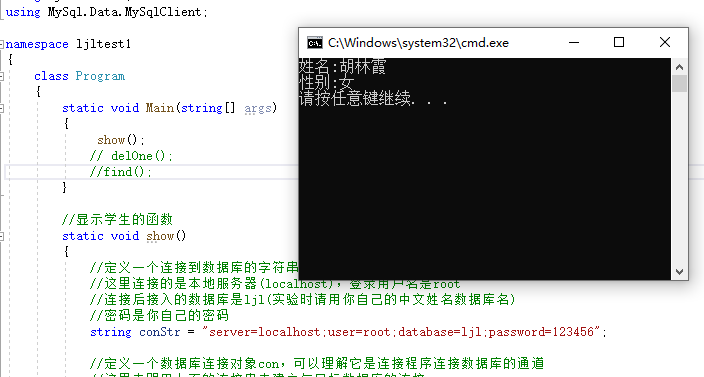 using MySql.Data.MySqlClient;
namespace ljltest1
{
class Program
{
static void Main(string[] args)
{
show();
// delOne();
//find();
}
//显示学生的函数
static void show()
{
//定义一个连接到数据库的字符串
//这里连接的是本地服务器(localhost)，登录用户名是root
//连接后接入的数据库是ljl(实验时请用你自己的中文姓名数据库名)
//密码是你自己的密码
string conStr = "server=localhost;user=root;database=ljl;password=123456";
//定义一个数据库连接对象con，可以理解它是连接程序连接数据库的通道
C:\Windows\system32\cmd.exe
姓名:胡林霞
性别:女
请按任意键继续. . .